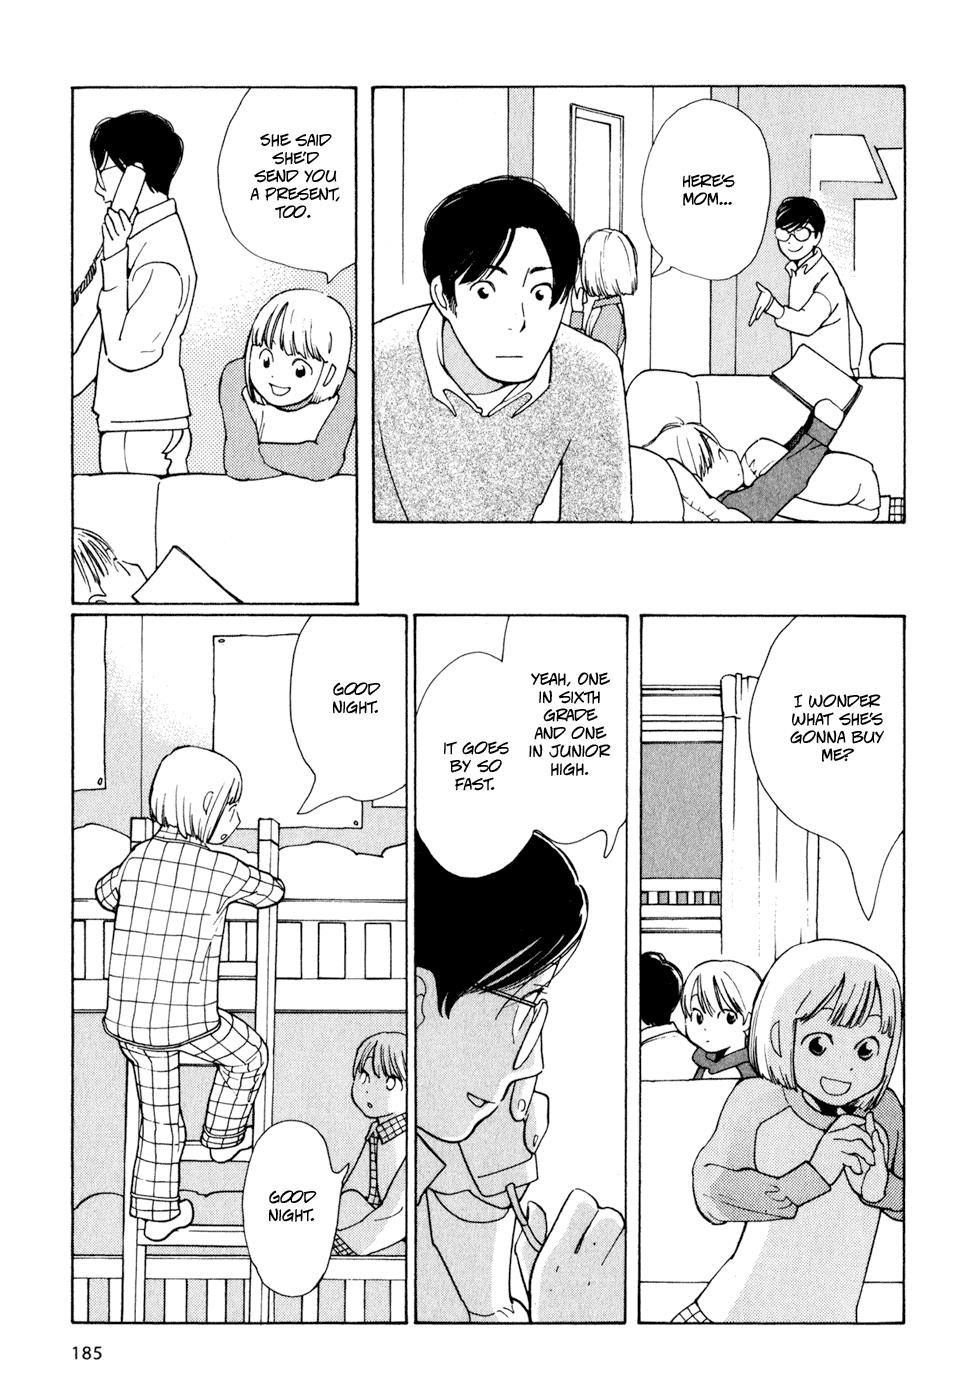 HERE'S
MOM...
SHE SAID
SHE'D
SEND YOU
A PRESENT,
TOO.
I WONDER
WHAT SHE'S
GONNA BUY
ME?
YEAH, ONE
IN SIXTH
GRADE
AND ONE
IN JUNIOR
HIGH.
IT GOES
BY SO
FAST.
GOOD
NIGHT.
GOOD
NIGHT.
185